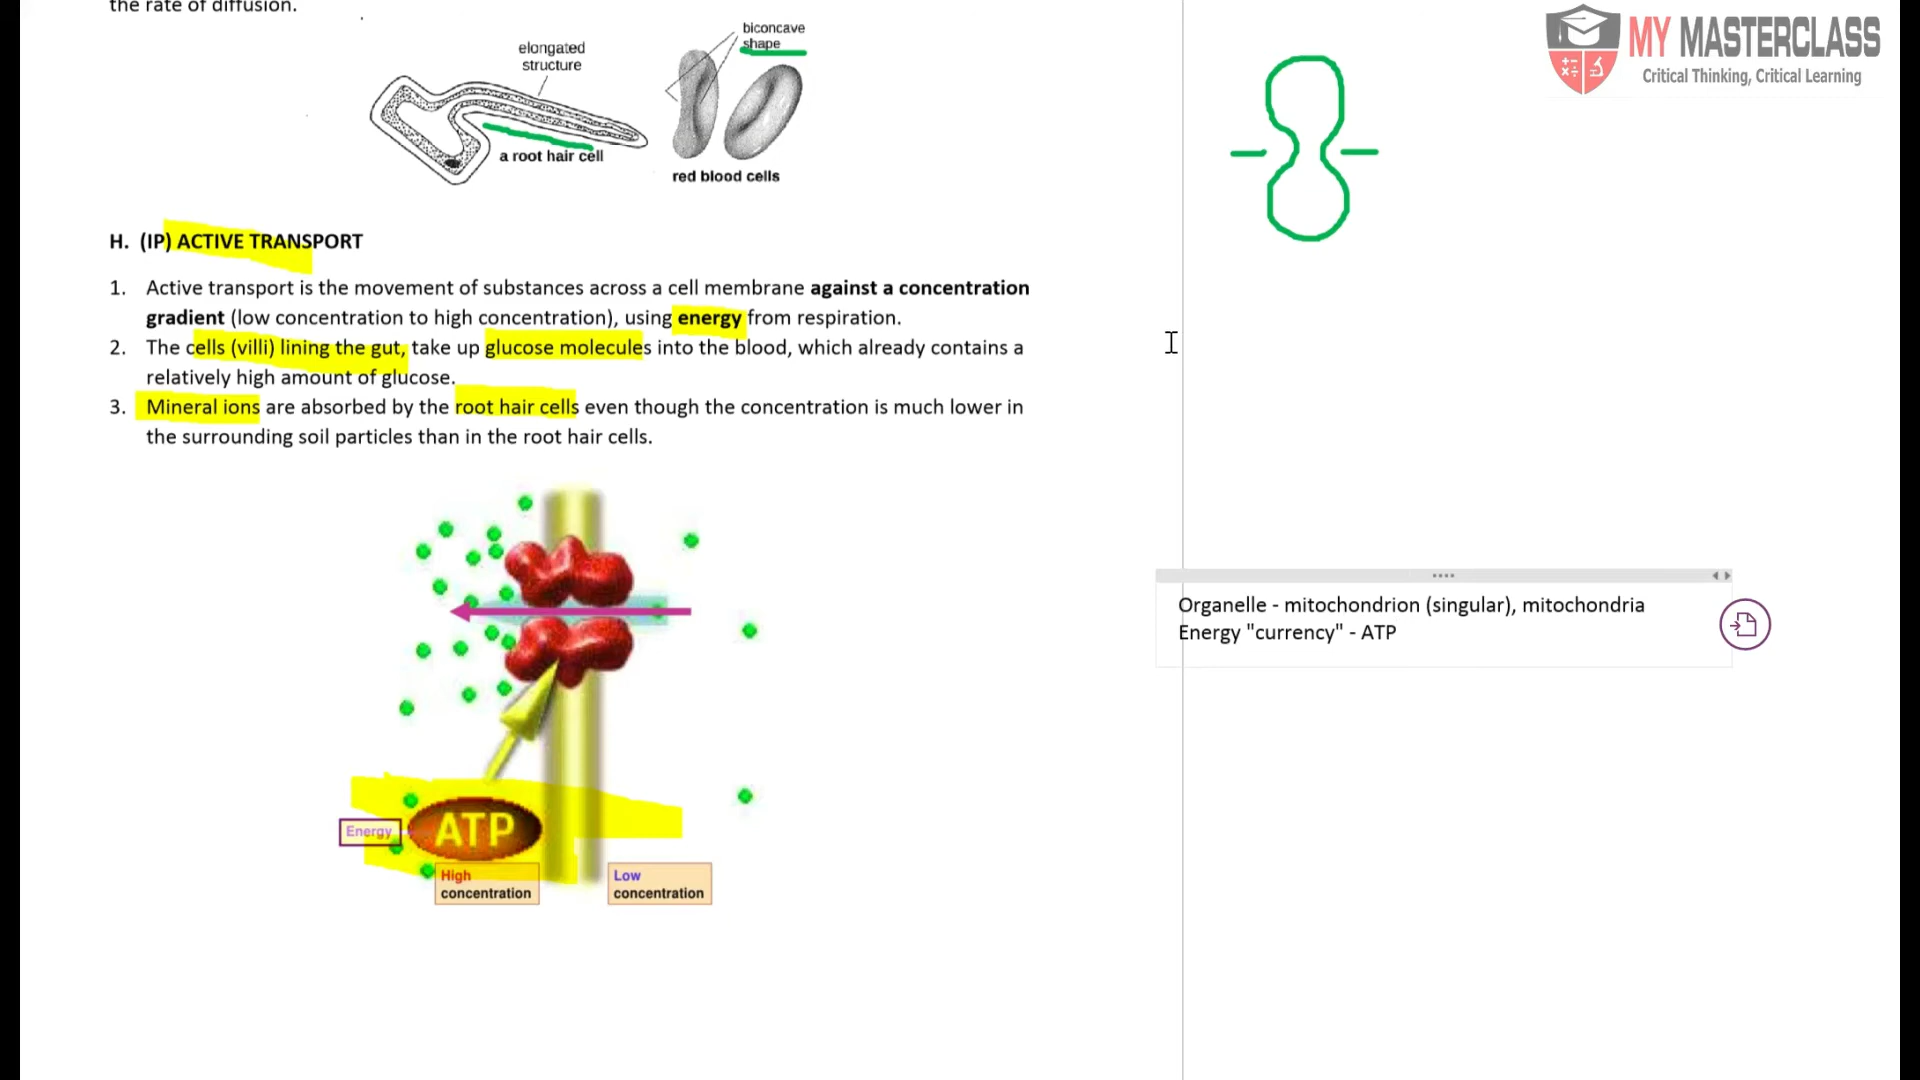 the rate of diffusion.
elongated
structure
biconcave
shape
a root hair cell
red blood cells
MY MASTERCLASS
Critical Thinking, Critical Learning
H. (IP) ACTIVE TRANSPORT
1. Active transport is the movement of substances across a cell membrane against a concentration
gradient (low concentration to high concentration), using energy from respiration.
2. The cells (villi) lining the gut, take up glucose molecules into the blood, which already contains a
relatively high amount of glucose.
3. Mineral ions are absorbed by the root hair cells even though the concentration is much lower in
the surrounding soil particles than in the root hair cells.
Organelle - mitochondrion (singular), mitochondria
Energy "currency" - ATP
Energy
ATP
High
concentration
Low
concentration